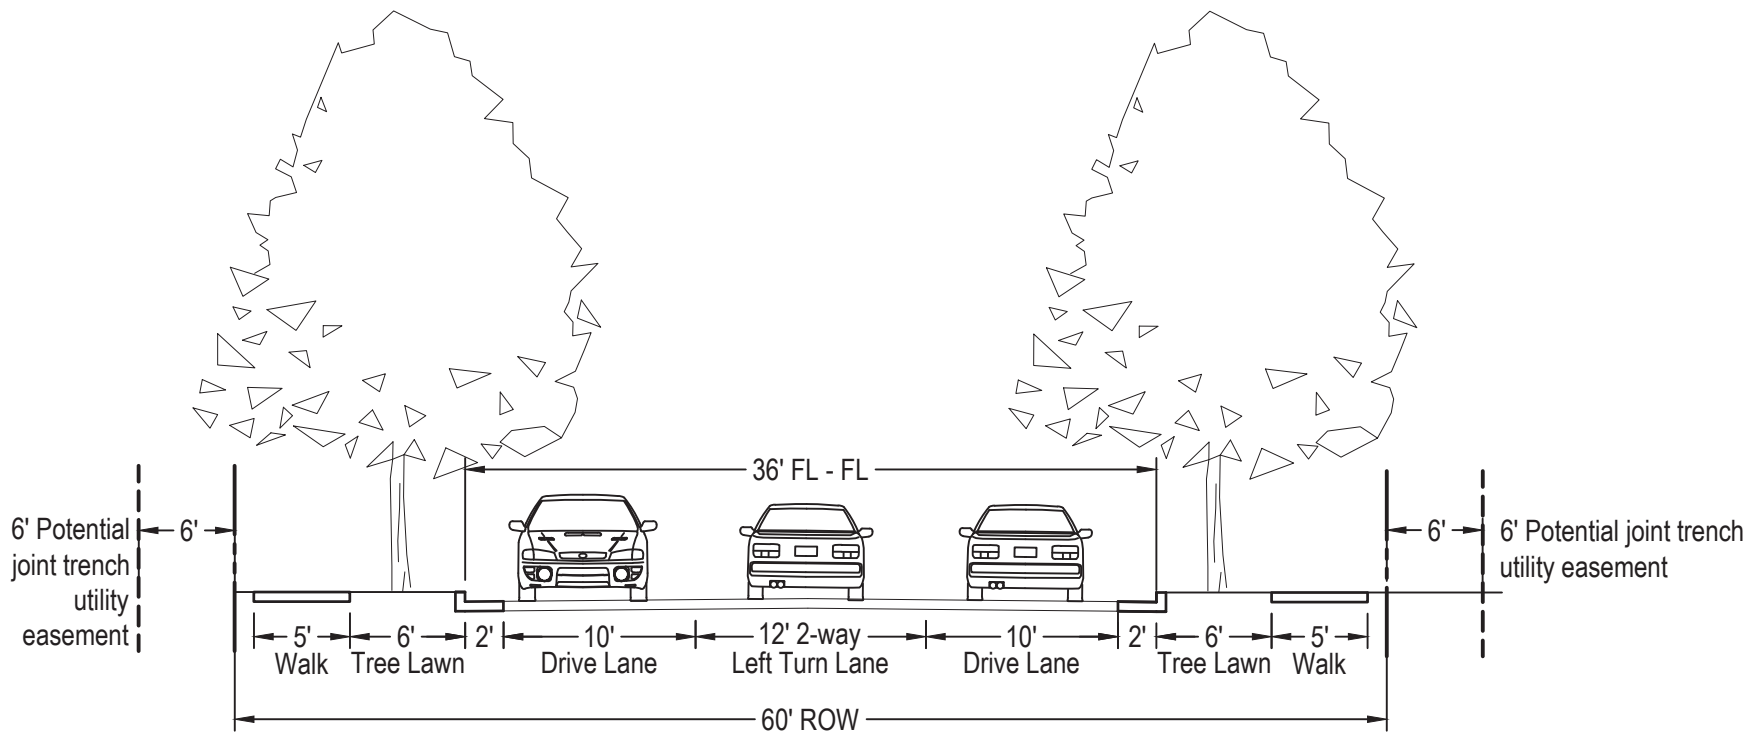 36' FL - FL
6' Potential
joint trench
utility
easement
6'
6'
6' Potential joint trench
utility easement
5'
Walk
6'
Tree Lawn
2'
10'
Drive Lane
12' 2-way
Left Turn Lane
10'
Drive Lane
2'
6'
Tree Lawn
5'
Walk
60' ROW